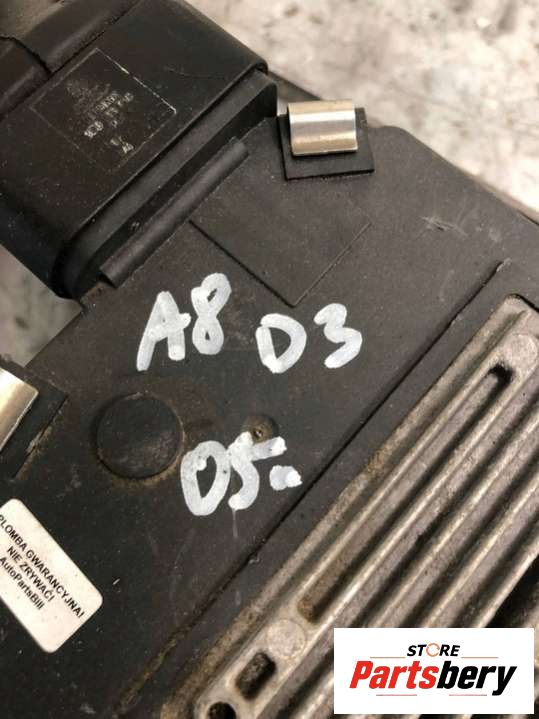 A8 D3
05-
PLOMBA GWARANCYJNA!
NIE ZRYWAĆ!
AutoPartsBill
STORE
Partsbery